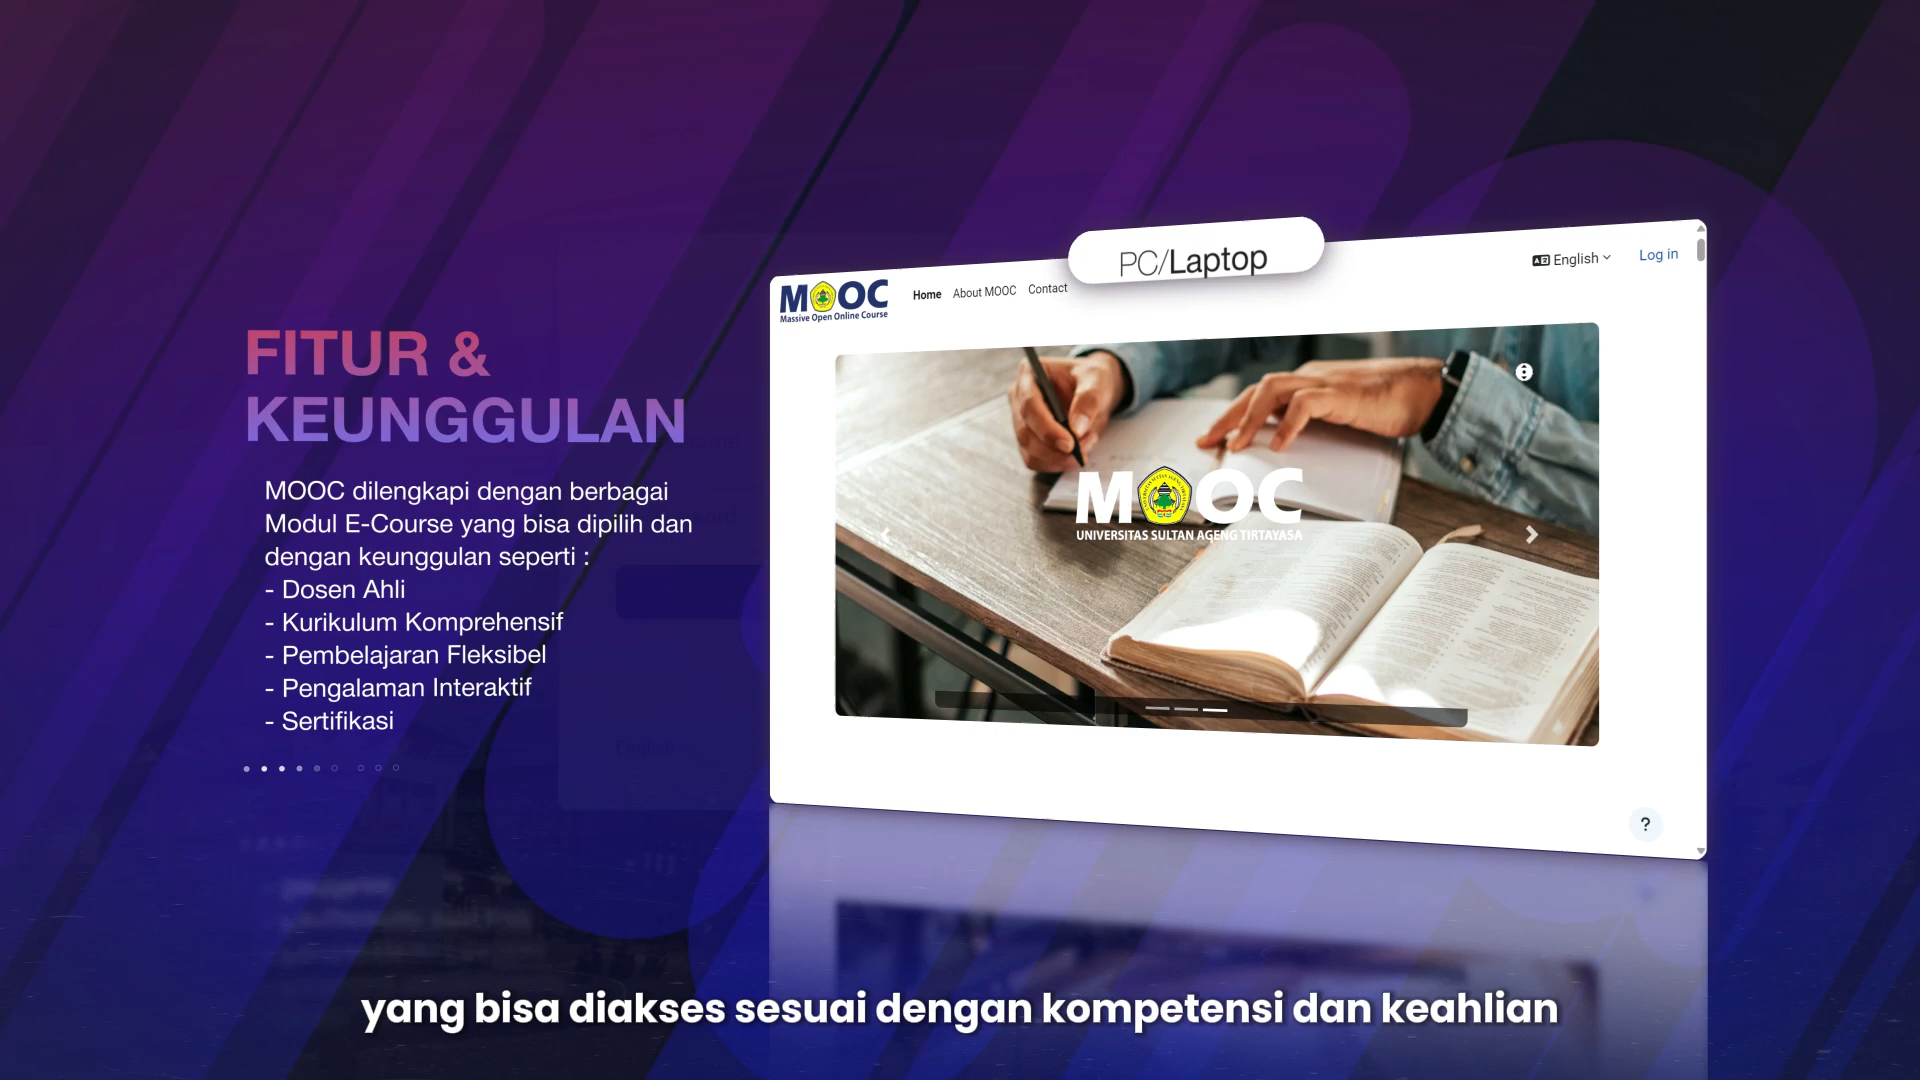 PC/Laptop
MOOC
Massive Open Online Course
Home About MOOC Contact
English
Log in
FITUR &
KEUNGGULAN
MOOC dilengkapi dengan berbagai
Modul E-Course yang bisa dipilih dan
dengan keunggulan seperti :
- Dosen Ahli
- Kurikulum Komprehensif
- Pembelajaran Fleksibel
- Pengalaman Interaktif
- Sertifikasi
MOOC
UNIVERSITAS SULTAN AGENG TIRTAYASA
?
yang bisa diakses sesuai dengan kompetensi dan keahlian